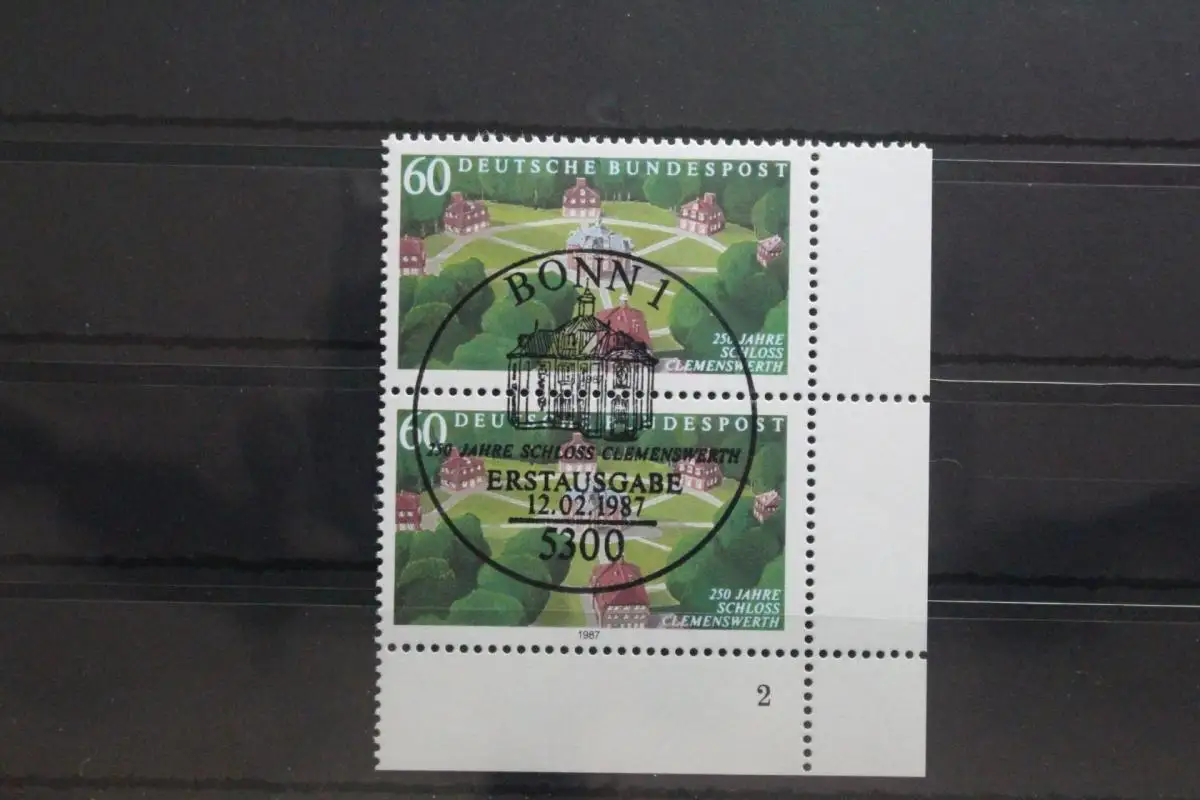 60 DEUTSCHE BUNDESPOST
BONN 1
250 JAHRE
SCHLOSS
CLEMENSWERTH
1987
60 DEUTSCHE BUNDESPOST
250 JAHRE SCHLOSS CLEMENSWERTH
ERSTAUSGABE
12.02.1987
5300
250 JAHRE
SCHLOSS
CLEMENSWERTH
1987
2